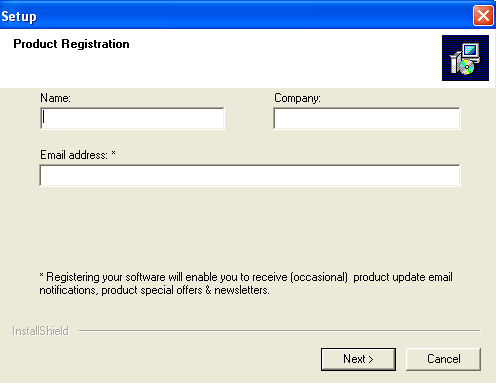 Setup
Product Registration
Name:
Company:
Email address: *
* Registering your software will enable you to receive (occasional) product update email
notifications, product special offers & newsletters.
InstallShield
Next >
Cancel